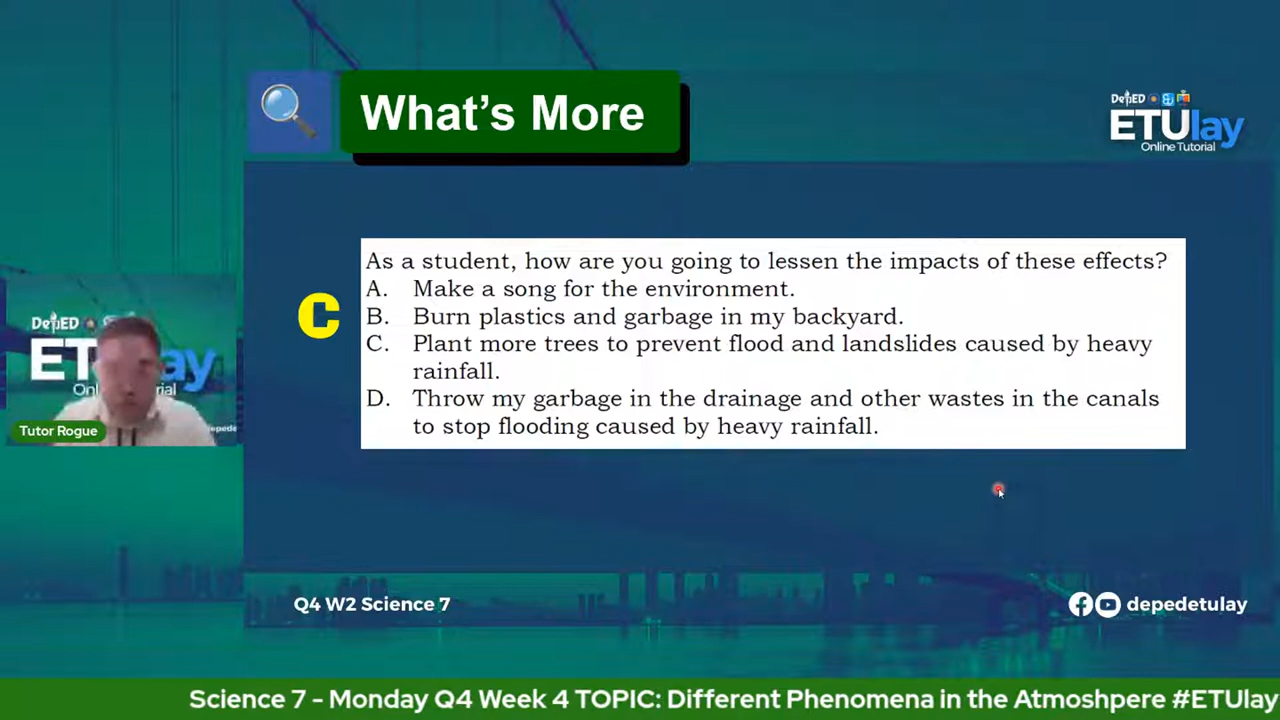 What's More
DepED
ETUlay
Online Tutorial
As a student, how are you going to lessen the impacts of these effects?
A. Make a song for the environment.
C
B. Burn plastics and garbage in my backyard.
C. Plant more trees to prevent flood and landslides caused by heavy
rainfall.
D. Throw my garbage in the drainage and other wastes in the canals
to stop flooding caused by heavy rainfall.
DepED
Tutor Rogue
Q4 W2 Science 7
depedetulay
Science 7 - Monday Q4 Week 4 TOPIC: Different Phenomena in the Atmoshpere #ETUlay